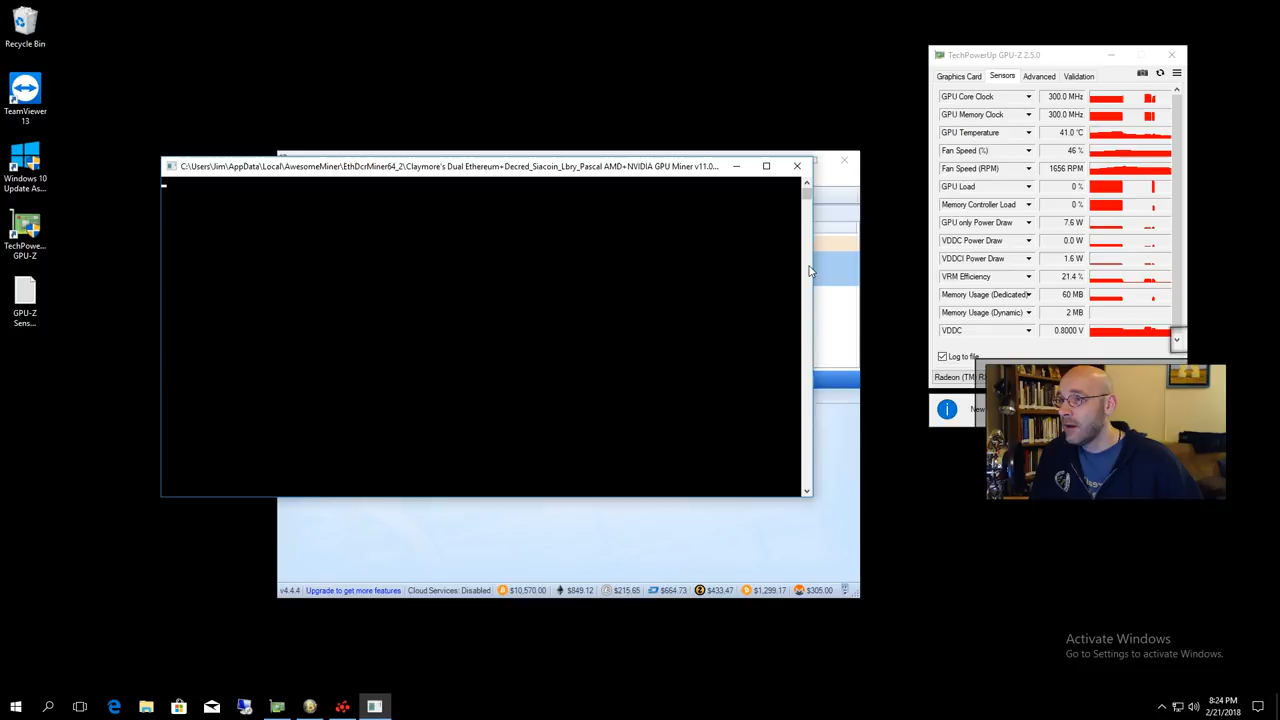 Recycle Bin
TeamViewer
13
Windows 10
Update As...
TechPowe...
GPU-Z
GPU-Z
Sens...
C:\Users\Jim\AppData\Local\AwesomeMiner\EthDcrMiner64_2\Claymore's Dual Ethereum+Decred_Siacoin_Lbry_Pascal AMD+NVIDIA GPU Miner v11.0...
v4.4.4 Upgrade to get more features Cloud Services: Disabled $10,570.00 $849.12 $215.65 $664.73 $433.47 $1,299.17 $305.00
TechPowerUp GPU-Z 2.5.0
Graphics Card Sensors Advanced Validation
GPU Core Clock 300.0 MHz
GPU Memory Clock 300.0 MHz
GPU Temperature 41.0 °C
Fan Speed (%) 46 %
Fan Speed (RPM) 1656 RPM
GPU Load 0 %
Memory Controller Load 0 %
GPU only Power Draw 7.6 W
VDDC Power Draw 0.0 W
VDDCI Power Draw 1.6 W
VRM Efficiency 21.4 %
Memory Usage (Dedicated) 60 MB
Memory Usage (Dynamic) 2 MB
VDDC 0.8000 V
Log to file
Radeon (TM)
Activate Windows
Go to Settings to activate Windows.
8:24 PM
2/21/2018